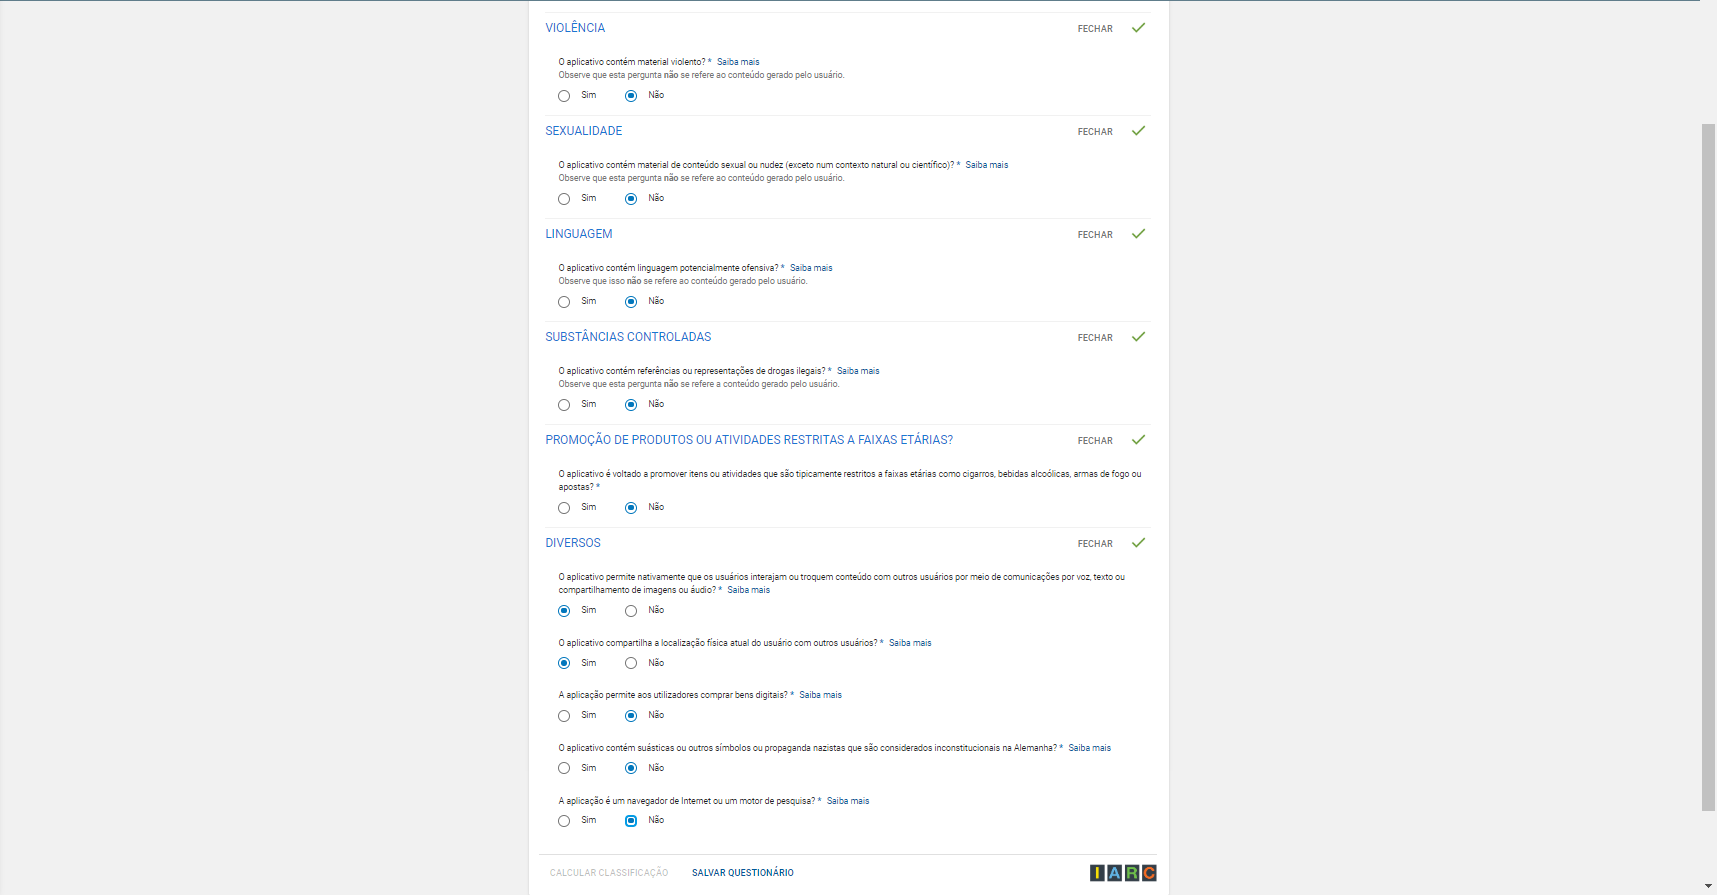 VIOLÊNCIA FECHAR
O aplicativo contém material violento? * Saiba mais
Observe que esta pergunta não se refere ao conteúdo gerado pelo usuário.
Sim Não
SEXUALIDADE FECHAR
O aplicativo contém material de conteúdo sexual ou nudez (exceto num contexto natural ou científico)? * Saiba mais
Observe que esta pergunta não se refere ao conteúdo gerado pelo usuário.
Sim Não
LINGUAGEM FECHAR
O aplicativo contém linguagem potencialmente ofensiva? * Saiba mais
Observe que isso não se refere ao conteúdo gerado pelo usuário.
Sim Não
SUBSTÂNCIAS CONTROLADAS FECHAR
O aplicativo contém referências ou representações de drogas ilegais? * Saiba mais
Observe que esta pergunta não se refere a conteúdo gerado pelo usuário.
Sim Não
PROMOÇÃO DE PRODUTOS OU ATIVIDADES RESTRITAS A FAIXAS ETÁRIAS? FECHAR
O aplicativo é voltado a promover itens ou atividades que são tipicamente restritos a faixas etárias como cigarros, bebidas alcoólicas, armas de fogo ou
apostas? *
Sim Não
DIVERSOS FECHAR
O aplicativo permite nativamente que os usuários interajam ou troquem conteúdo com outros usuários por meio de comunicações por voz, texto ou
compartilhamento de imagens ou áudio? * Saiba mais
Sim Não
O aplicativo compartilha a localização física atual do usuário com outros usuários? * Saiba mais
Sim Não
A aplicação permite aos utilizadores comprar bens digitais? * Saiba mais
Sim Não
O aplicativo contém suásticas ou outros símbolos ou propaganda nazistas que são considerados inconstitucionais na Alemanha? * Saiba mais
Sim Não
A aplicação é um navegador de Internet ou um motor de pesquisa? * Saiba mais
Sim Não
CALCULAR CLASSIFICAÇÃO SALVAR QUESTIONÁRIO IARC